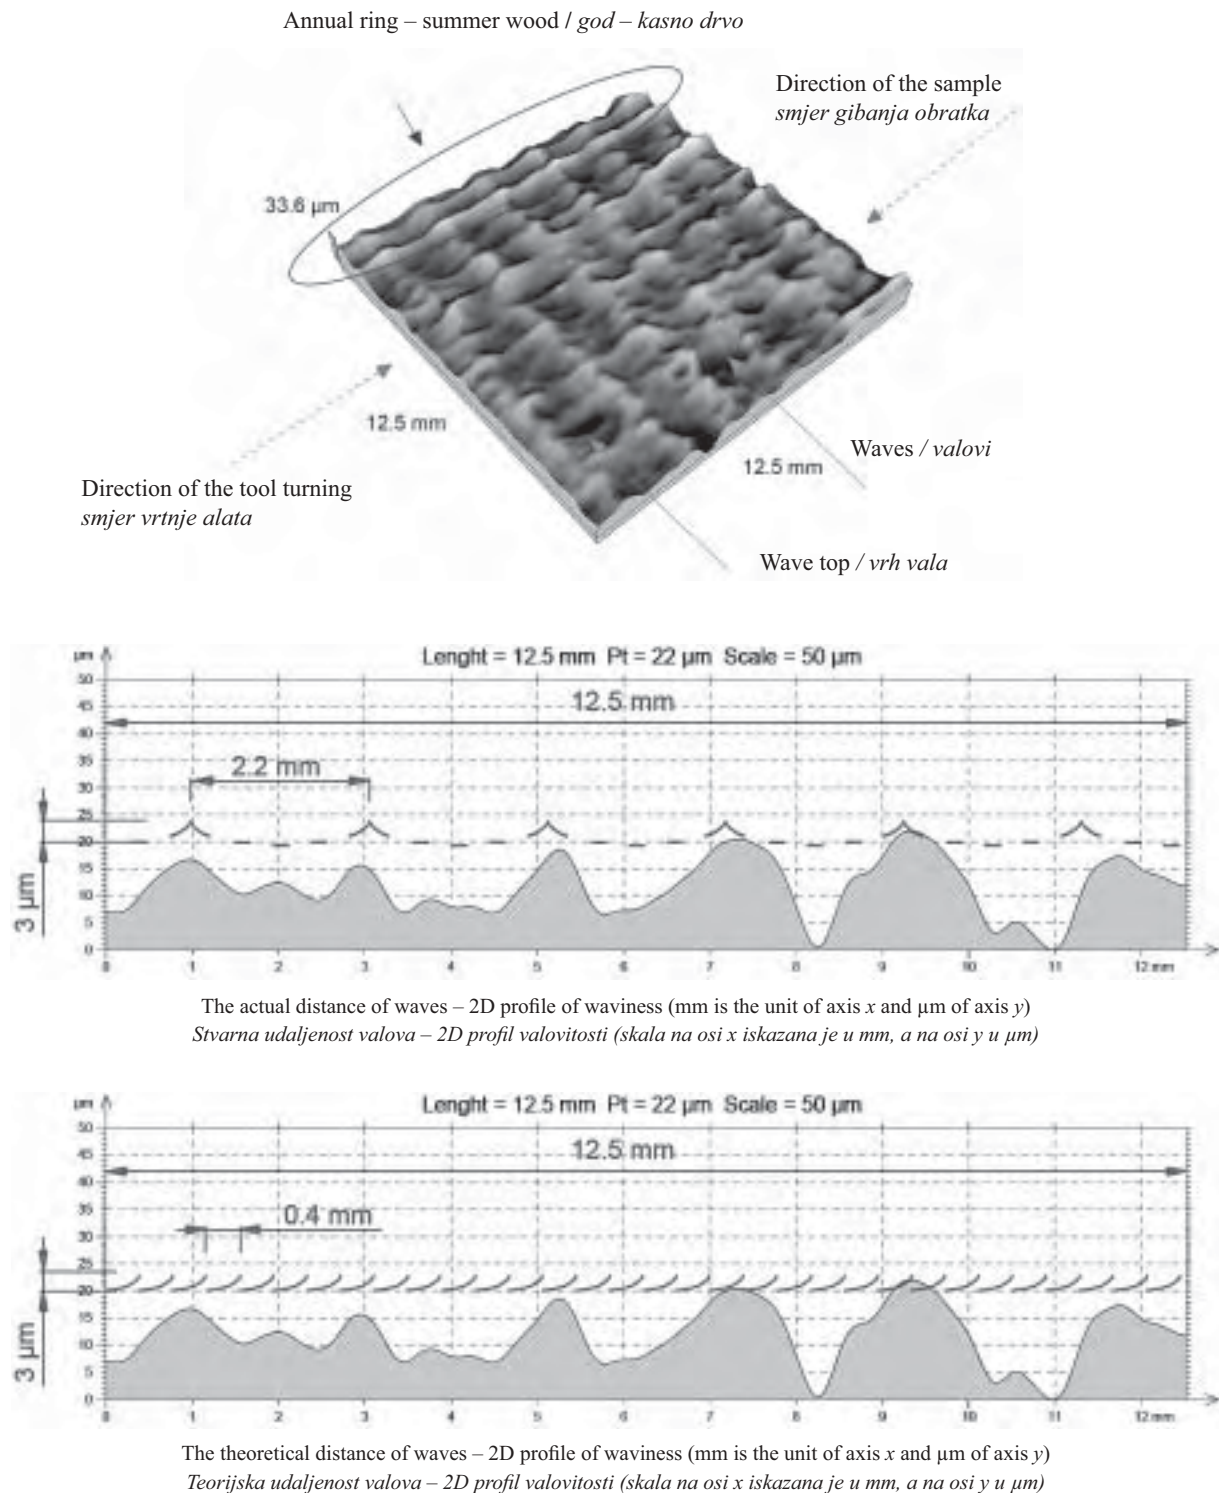 Annual ring – summer wood / god – kasno drvo
Direction of the sample
smjer gibanja obratka
33.6 µm
12.5 mm
Waves / valovi
12.5 mm
Direction of the tool turning
smjer vrtnje alata
Wave top / vrh vala
µm
Lenght = 12.5 mm Pt = 22 µm Scale = 50 µm
50
45
40
35
30
25
20
15
10
5
0
12.5 mm
2.2 mm
3 µm
0 1 2 3 4 5 6 7 8 9 10 11 12 mm
The actual distance of waves – 2D profile of waviness (mm is the unit of axis x and µm of axis y)
Stvarna udaljenost valova – 2D profil valovitosti (skala na osi x iskazana je u mm, a na osi y u µm)
µm
Lenght = 12.5 mm Pt = 22 µm Scale = 50 µm
50
45
40
35
30
25
20
15
10
5
0
12.5 mm
0.4 mm
3 µm
0 1 2 3 4 5 6 7 8 9 10 11 12 mm
The theoretical distance of waves – 2D profile of waviness (mm is the unit of axis x and µm of axis y)
Teorijska udaljenost valova – 2D profil valovitosti (skala na osi x iskazana je u mm, a na osi y u µm)